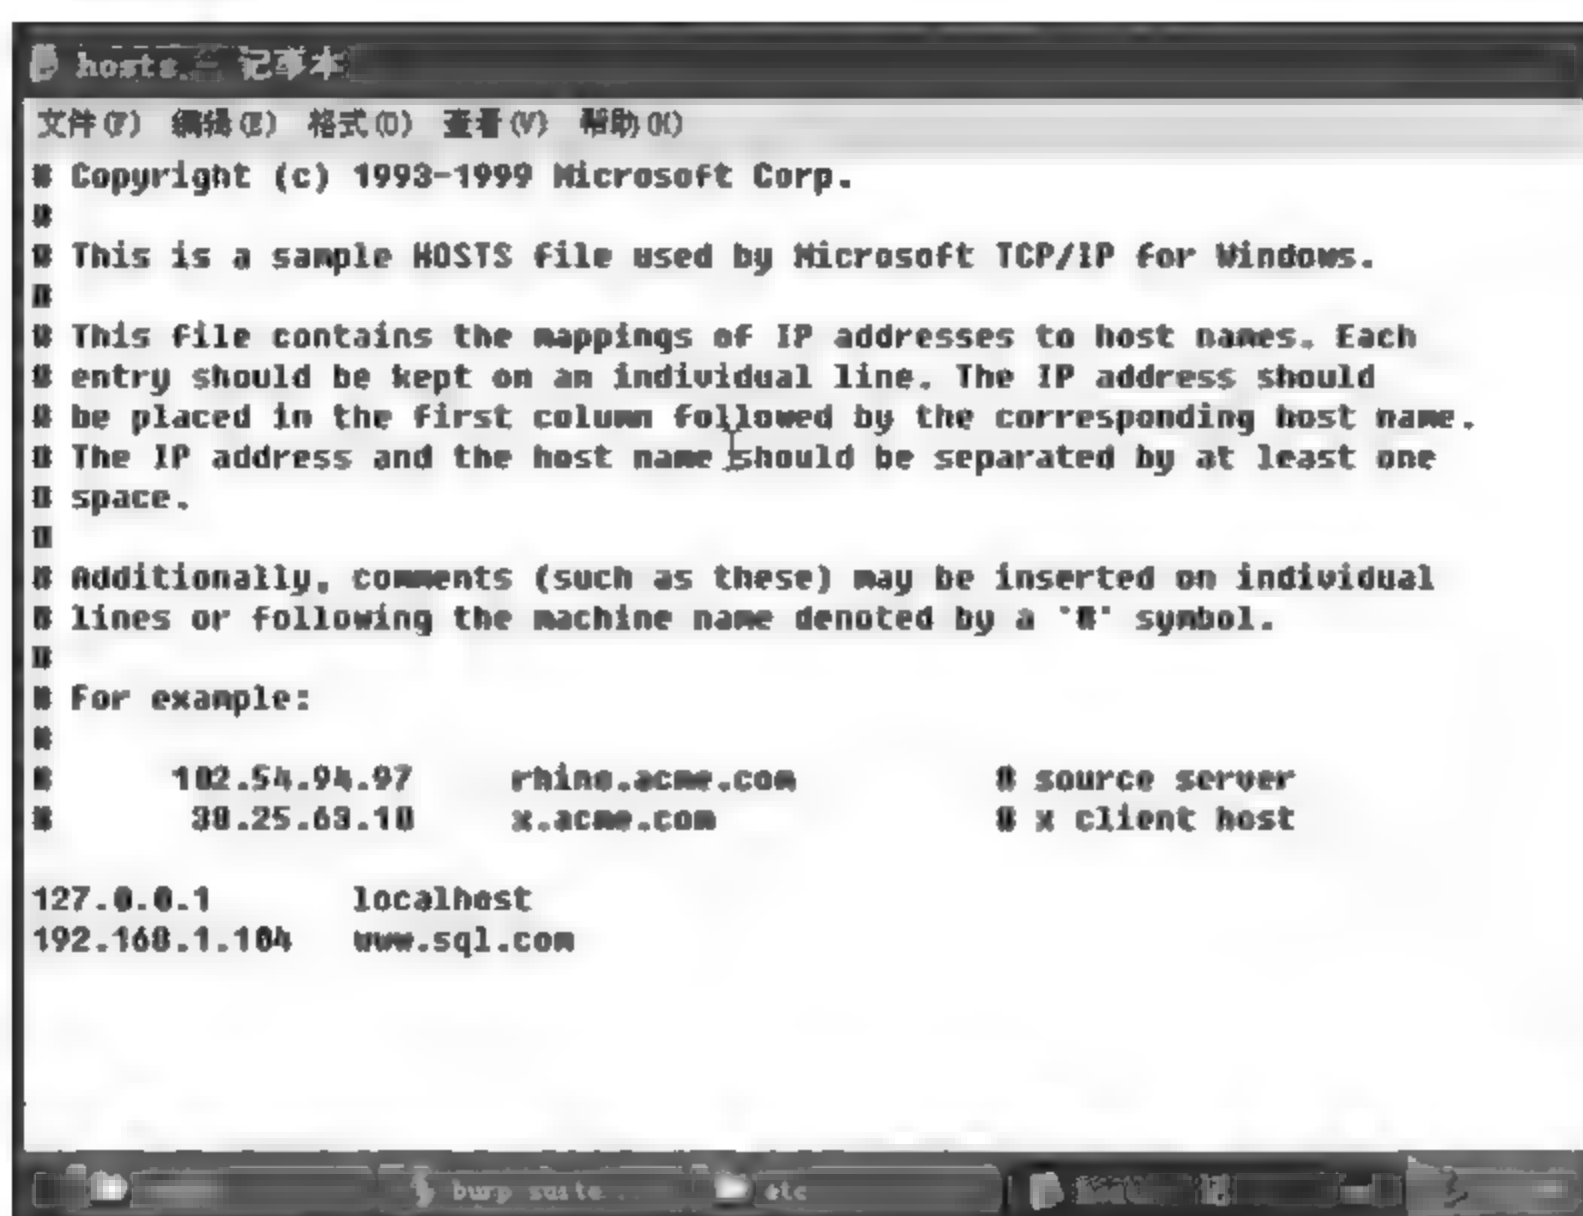 hosts - 记事本
文件(F) 编辑(E) 格式(O) 查看(V) 帮助(H)
# Copyright (c) 1993-1999 Microsoft Corp.
#
# This is a sample HOSTS file used by Microsoft TCP/IP for Windows.
#
# This file contains the mappings of IP addresses to host names. Each
# entry should be kept on an individual line. The IP address should
# be placed in the first column followed by the corresponding host name.
# The IP address and the host name should be separated by at least one
# space.
#
# Additionally, comments (such as these) may be inserted on individual
# lines or following the machine name denoted by a '#' symbol.
#
# For example:
#
# 102.54.94.97 rhino.acme.com # source server
# 38.25.63.10 x.acme.com # x client host
127.0.0.1 localhost
192.168.1.104 www.sql.com
burp suite ... etc